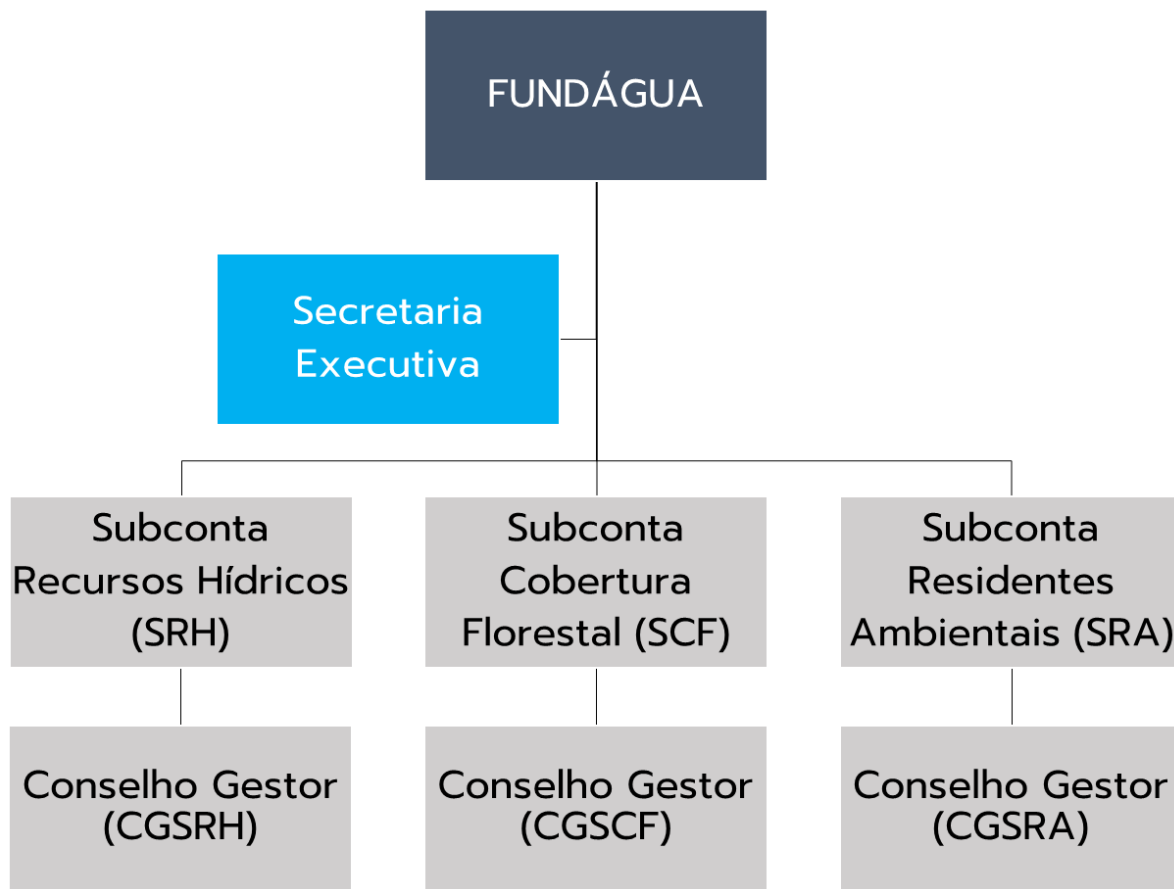 FUNDÁGUA
Secretaria
Executiva
Subconta
Recursos Hídricos
(SRH)
Subconta
Cobertura
Florestal (SCF)
Subconta
Residentes
Ambientais (SRA)
Conselho Gestor
(CGSRH)
Conselho Gestor
(CGSCF)
Conselho Gestor
(CGSRA)